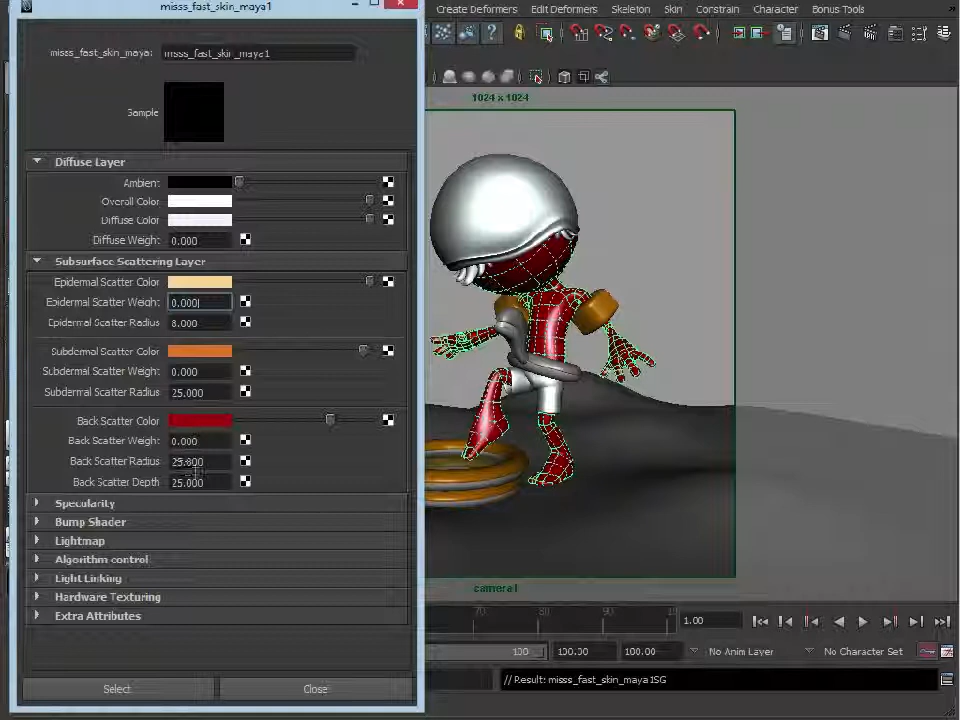 misss_fast_skin_maya1
Create Deformers Edit Deformers Skeleton Skin Constrain Character Bonus Tools
misss_fast_skin_maya: misss_fast_skin_maya1
Sample
1024 x 1024
Diffuse Layer
Ambient
Overall Color
Diffuse Color
Diffuse Weight 0.000
Subsurface Scattering Layer
Epidermal Scatter Color
Epidermal Scatter Weight 0.000
Epidermal Scatter Radius 8.000
Subdermal Scatter Color
Subdermal Scatter Weight 0.000
Subdermal Scatter Radius 25.000
Back Scatter Color
Back Scatter Weight 0.000
Back Scatter Radius 25.000
Back Scatter Depth 25.000
Specularity
Bump Shader
Lightmap
Algorithm control
Light Linking
Hardware Texturing
Extra Attributes
camera1
70 80 90 1.00
100 100.00 100.00 No Anim Layer No Character Set
// Result: misss_fast_skin_maya1SG
Select Close